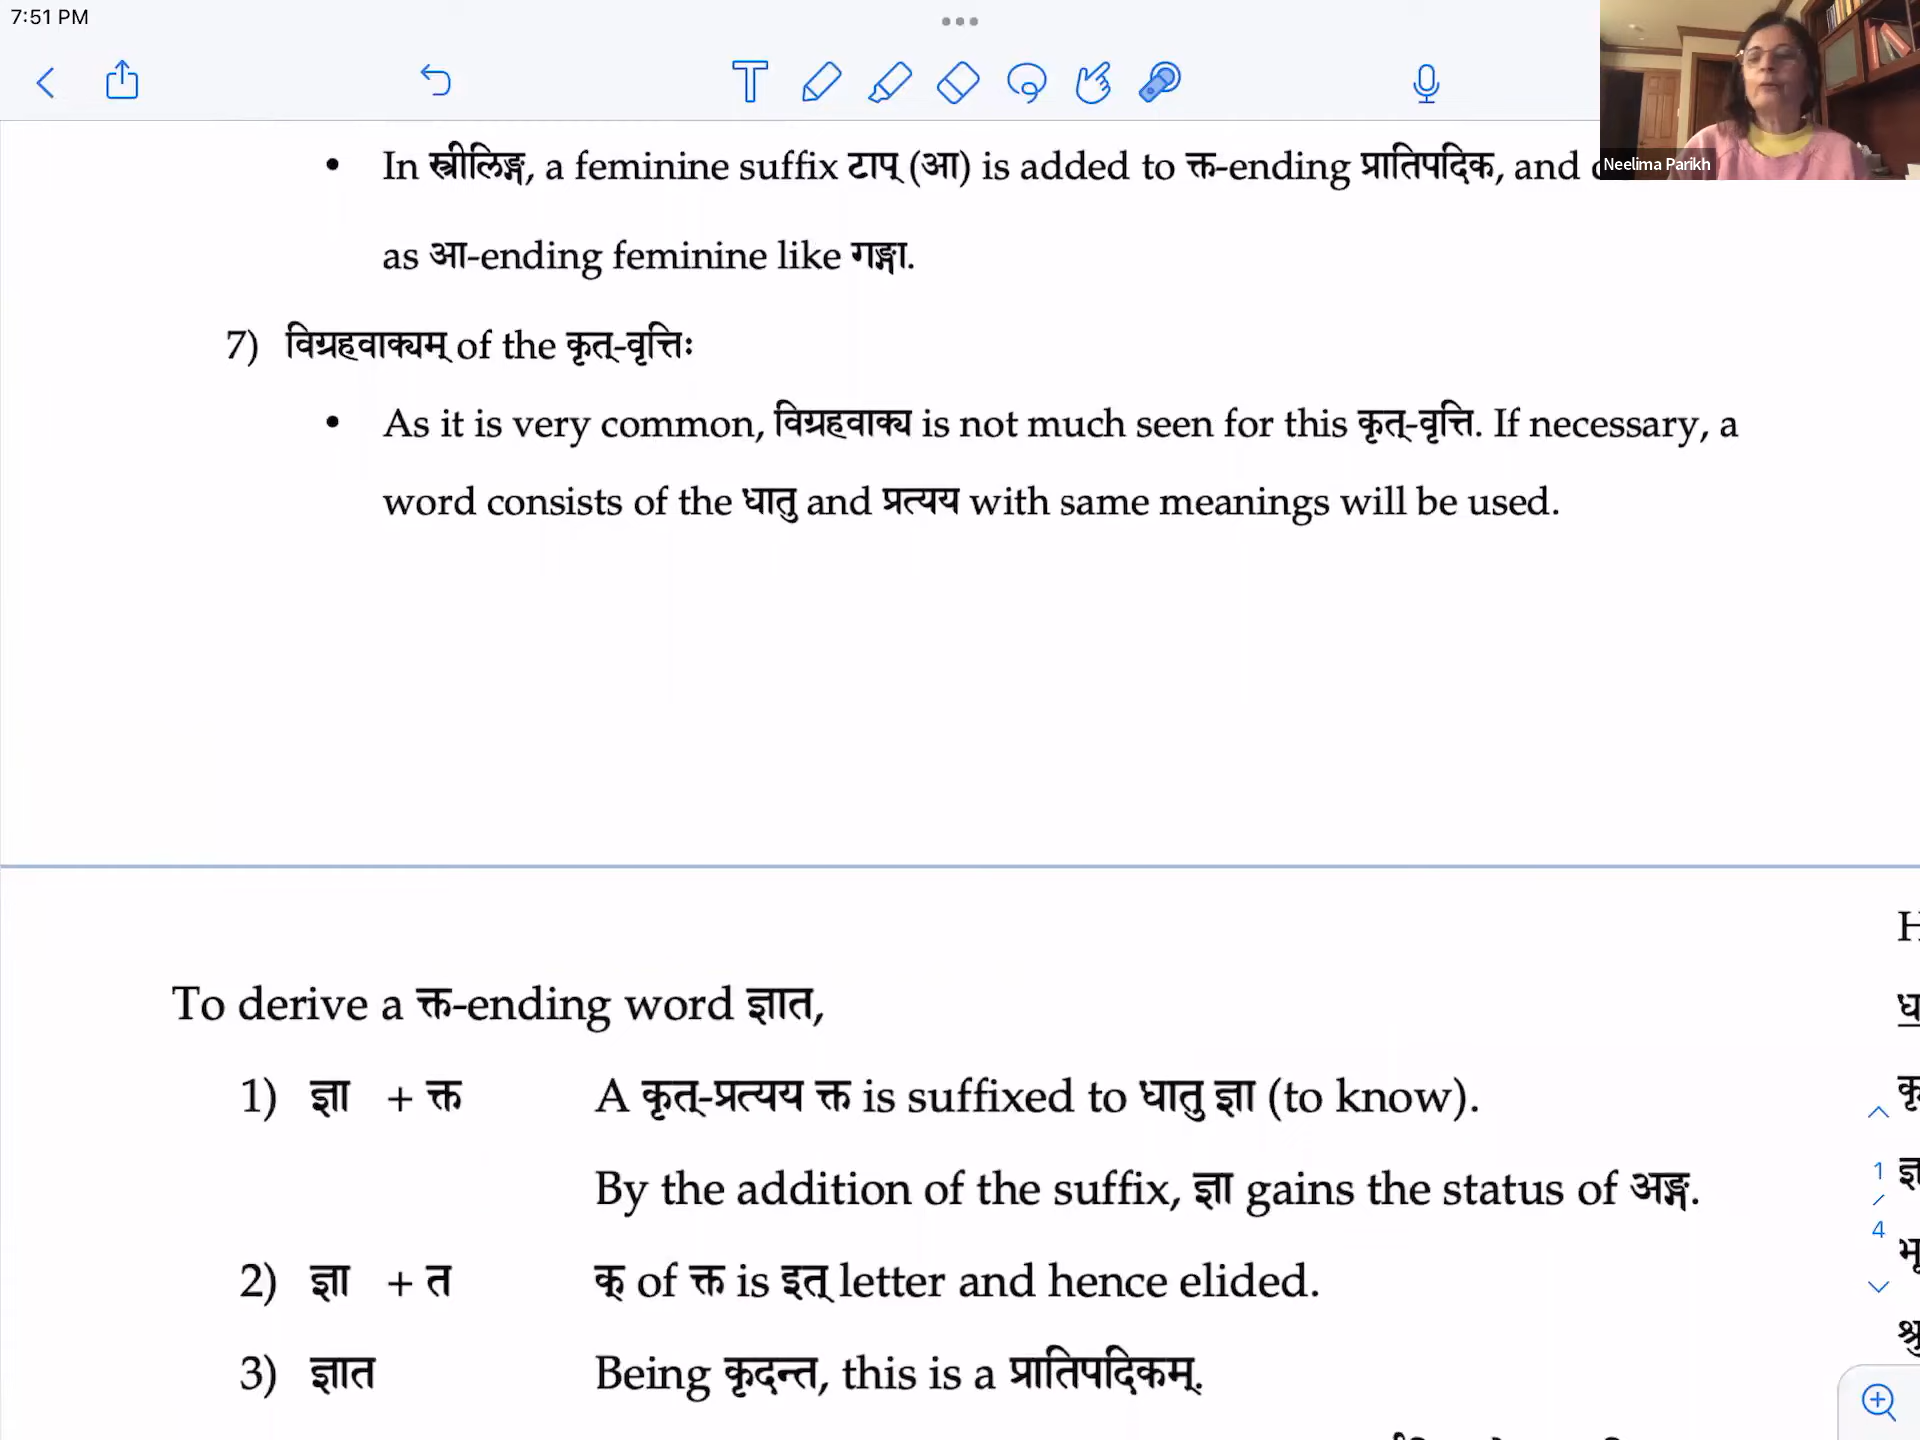 7:51 PM
Neelima Parikh
• In स्त्रीलिङ्ग, a feminine suffix टाप् (आ) is added to क्त-ending प्रातिपदिक, and
as आ-ending feminine like गङ्गा.
7) विग्रहवाक्यम् of the कृत्-वृत्तिः
• As it is very common, विग्रहवाक्य is not much seen for this कृत्-वृत्ति. If necessary, a
word consists of the धातु and प्रत्यय with same meanings will be used.
To derive a क्त-ending word ज्ञात,
1) ज्ञा + क्त A कृत्-प्रत्यय क्त is suffixed to धातु ज्ञा (to know).
By the addition of the suffix, ज्ञा gains the status of अङ्ग.
2) ज्ञा + त क् of क्त is इत् letter and hence elided.
3) ज्ञात Being कृदन्त, this is a प्रातिपदिकम्.
1
/
4